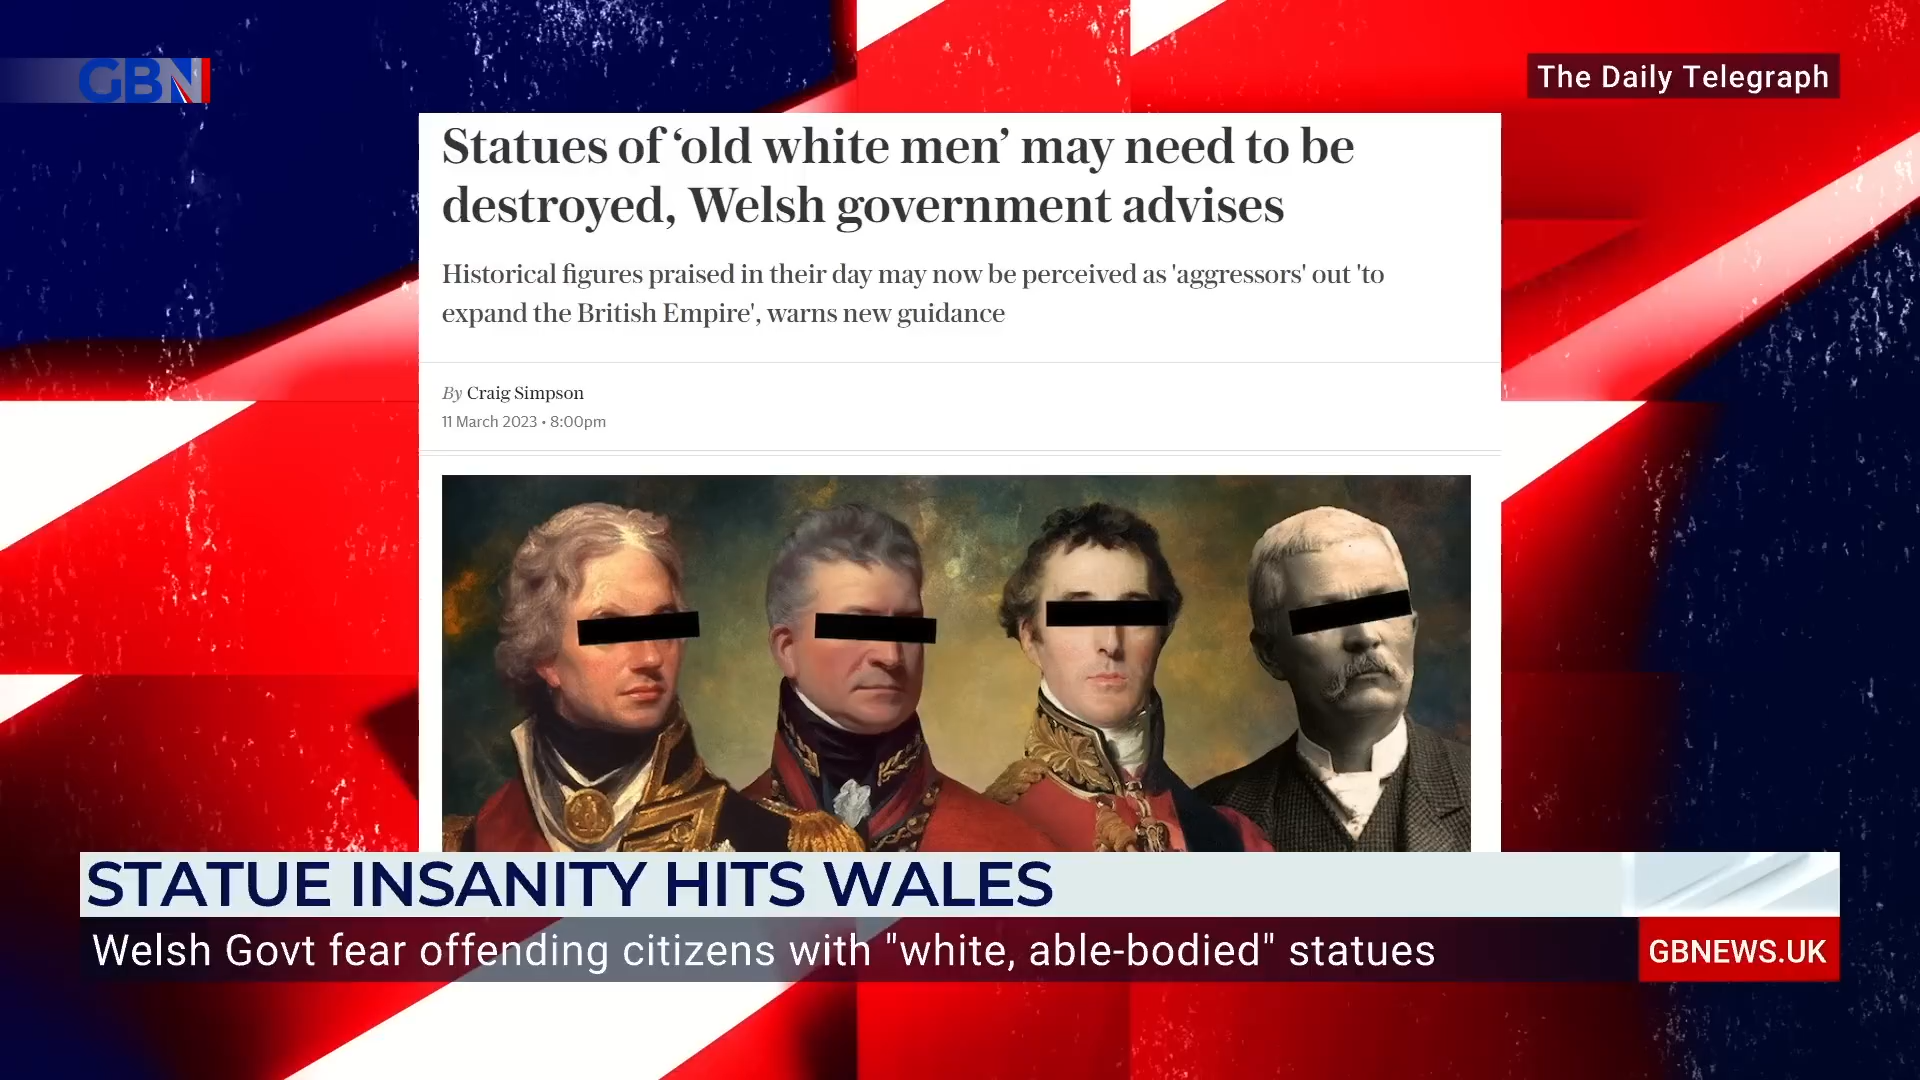 GBN
The Daily Telegraph
Statues of ‘old white men’ may need to be
destroyed, Welsh government advises
Historical figures praised in their day may now be perceived as 'aggressors' out 'to
expand the British Empire', warns new guidance
By Craig Simpson
11 March 2023 • 8:00pm
STATUE INSANITY HITS WALES
Welsh Govt fear offending citizens with "white, able-bodied" statues
GBNEWS.UK